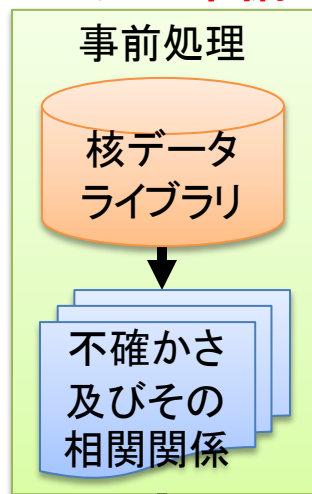 事前処理
核データ
ライブラリ
不確かさ
及びその
相関関係